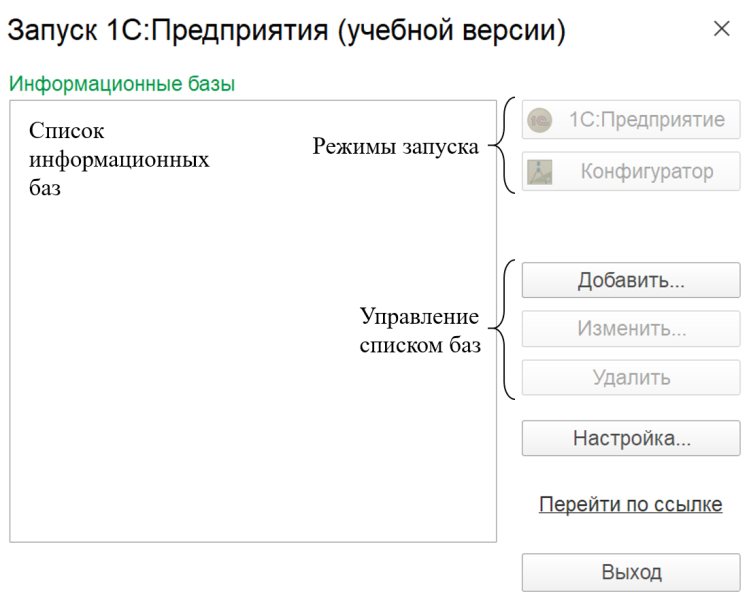 Запуск 1С:Предприятия (учебной версии)
Информационные базы
Список
информационных
баз
Режимы запуска
1С:Предприятие
Конфигуратор
Управление
списком баз
Добавить...
Изменить...
Удалить
Настройка...
Перейти по ссылке
Выход